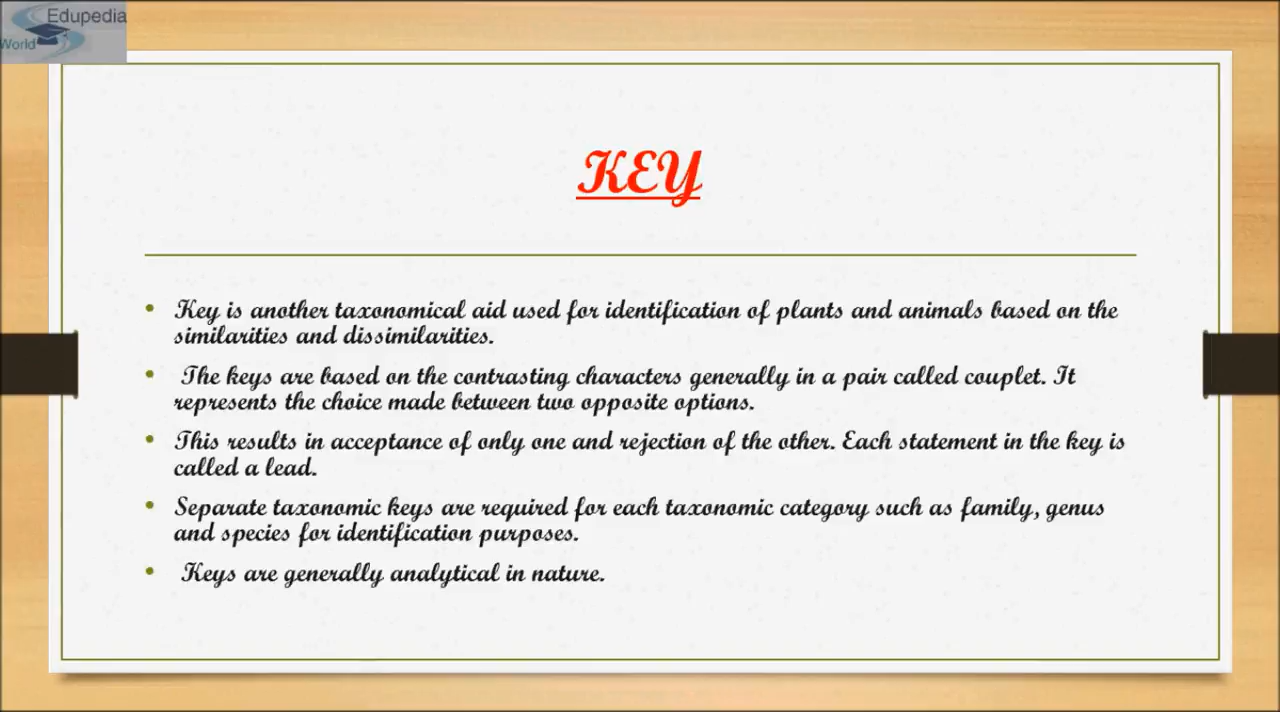 Edupedia
World
KEY
• Key is another taxonomical aid used for identification of plants and animals based on the
similarities and dissimilarities.
• The keys are based on the contrasting characters generally in a pair called couplet. It
represents the choice made between two opposite options.
• This results in acceptance of only one and rejection of the other. Each statement in the key is
called a lead.
• Separate taxonomic keys are required for each taxonomic category such as family, genus
and species for identification purposes.
• Keys are generally analytical in nature.